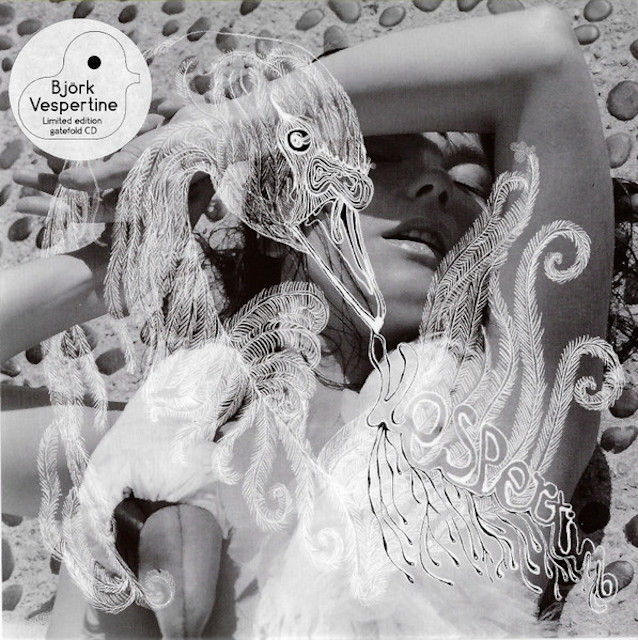 Björk
Vespertine
Limited edition
gatefold CD
vespertine